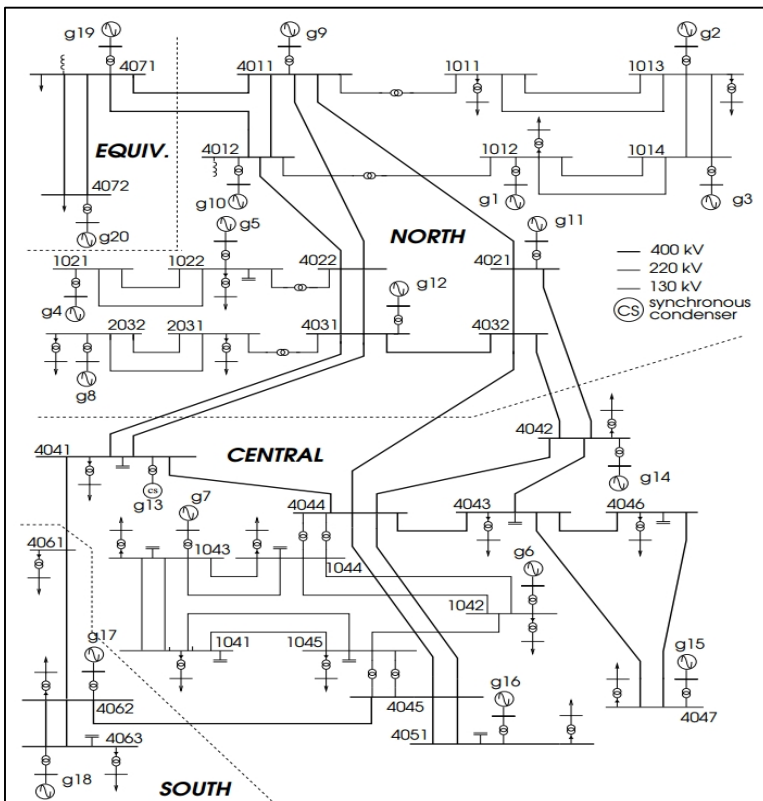 g19
g9
g2
4071
4011
1011
1013
EQUIV.
4012
1012
1014
4072
g10
g1
g3
g20
g5
NORTH
g11
1021
1022
4022
g12
4021
400 kV
220 kV
130 kV
CS
synchronous
condenser
g4
2032
2031
4031
4032
g8
4041
CENTRAL
4042
cs
g13
g7
g14
4044
4043
4046
4061
1043
1044
g6
1042
g17
1041
1045
g15
g16
4062
4045
4047
4063
4051
g18
SOUTH